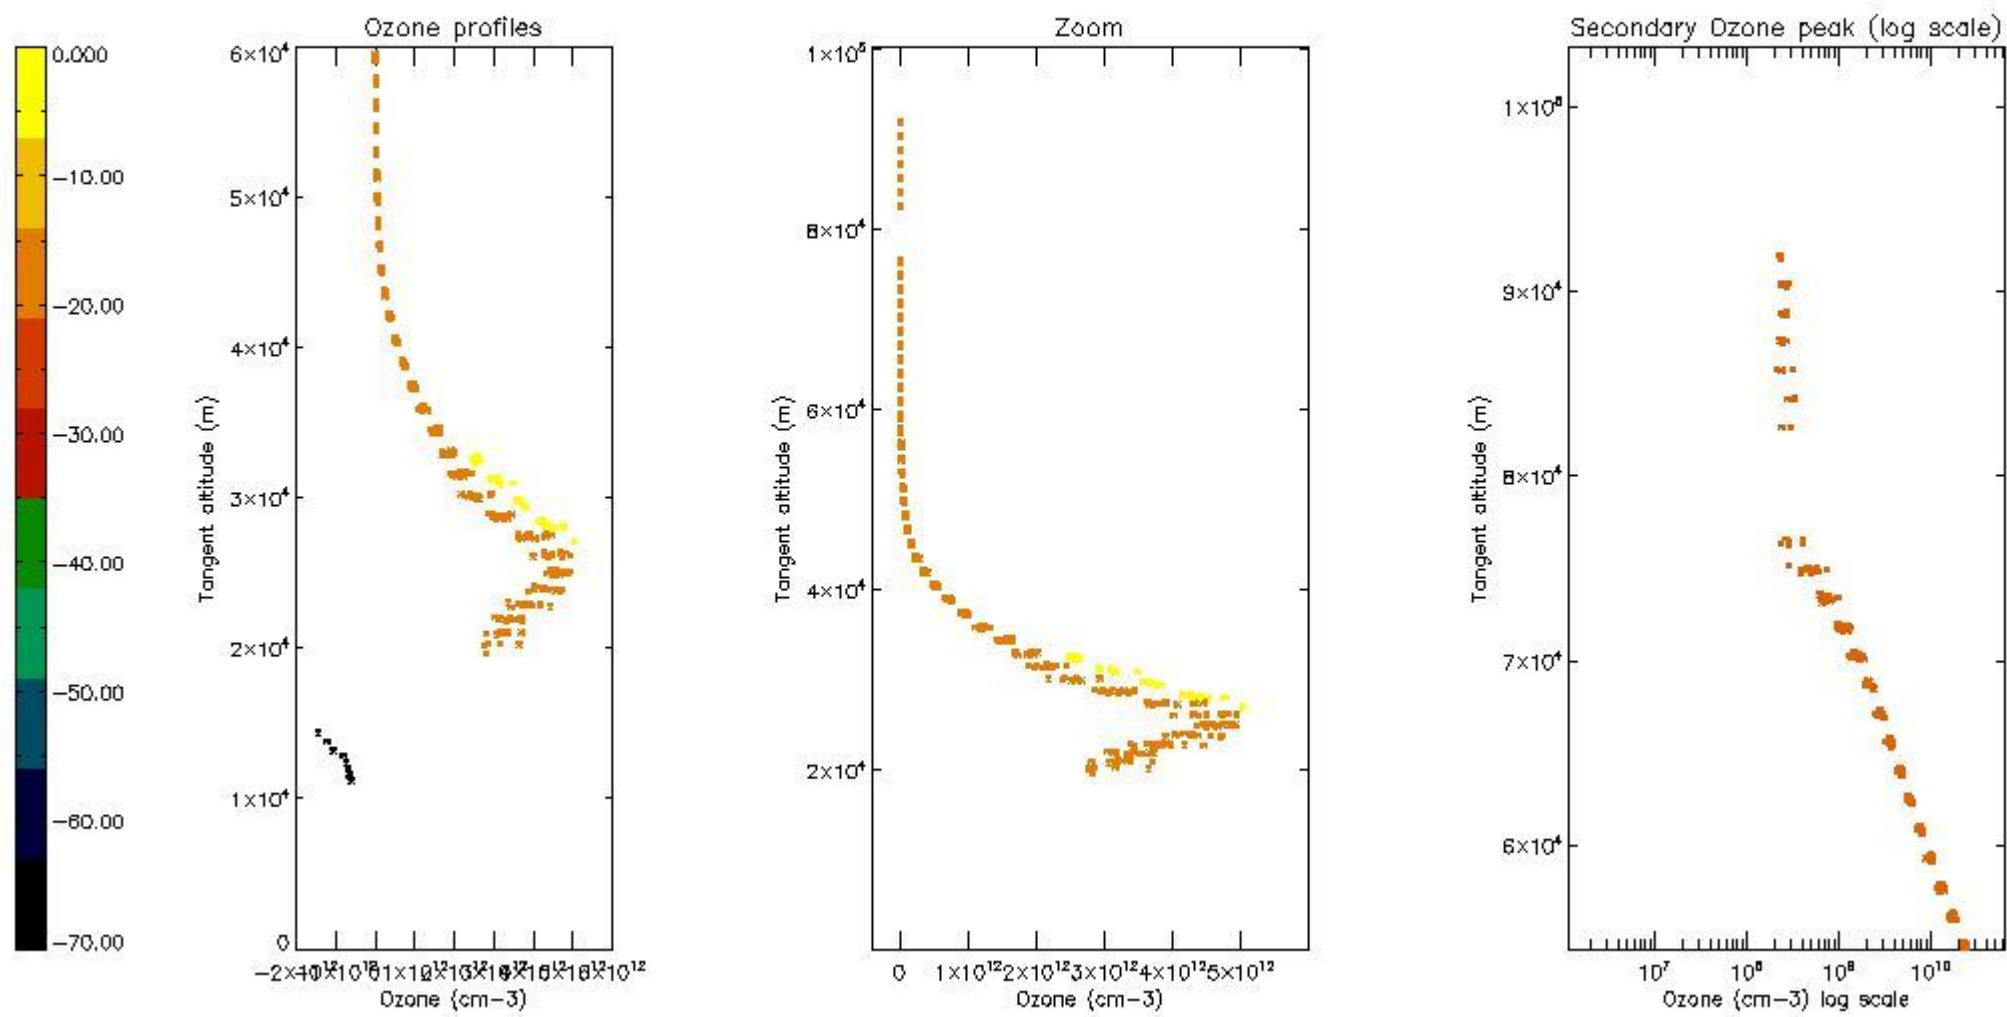 Ozone profiles
Zoom
Secondary Ozone peak (log scale)
0.000
−10.00
−20.00
−30.00
−40.00
−50.00
−60.00
−70.00
6×10⁴
5×10⁴
4×10⁴
3×10⁴
2×10⁴
1×10⁴
0
Tangent altitude (m)
Ozone (cm−3)
1×10⁵
8×10⁴
6×10⁴
4×10⁴
2×10⁴
Tangent altitude (m)
0 1×10¹² 2×10¹² 3×10¹² 4×10¹² 5×10¹²
Ozone (cm−3)
1×10⁵
9×10⁴
8×10⁴
7×10⁴
6×10⁴
Tangent altitude (m)
10⁷ 10⁸ 10⁹ 10¹⁰
Ozone (cm−3) log scale